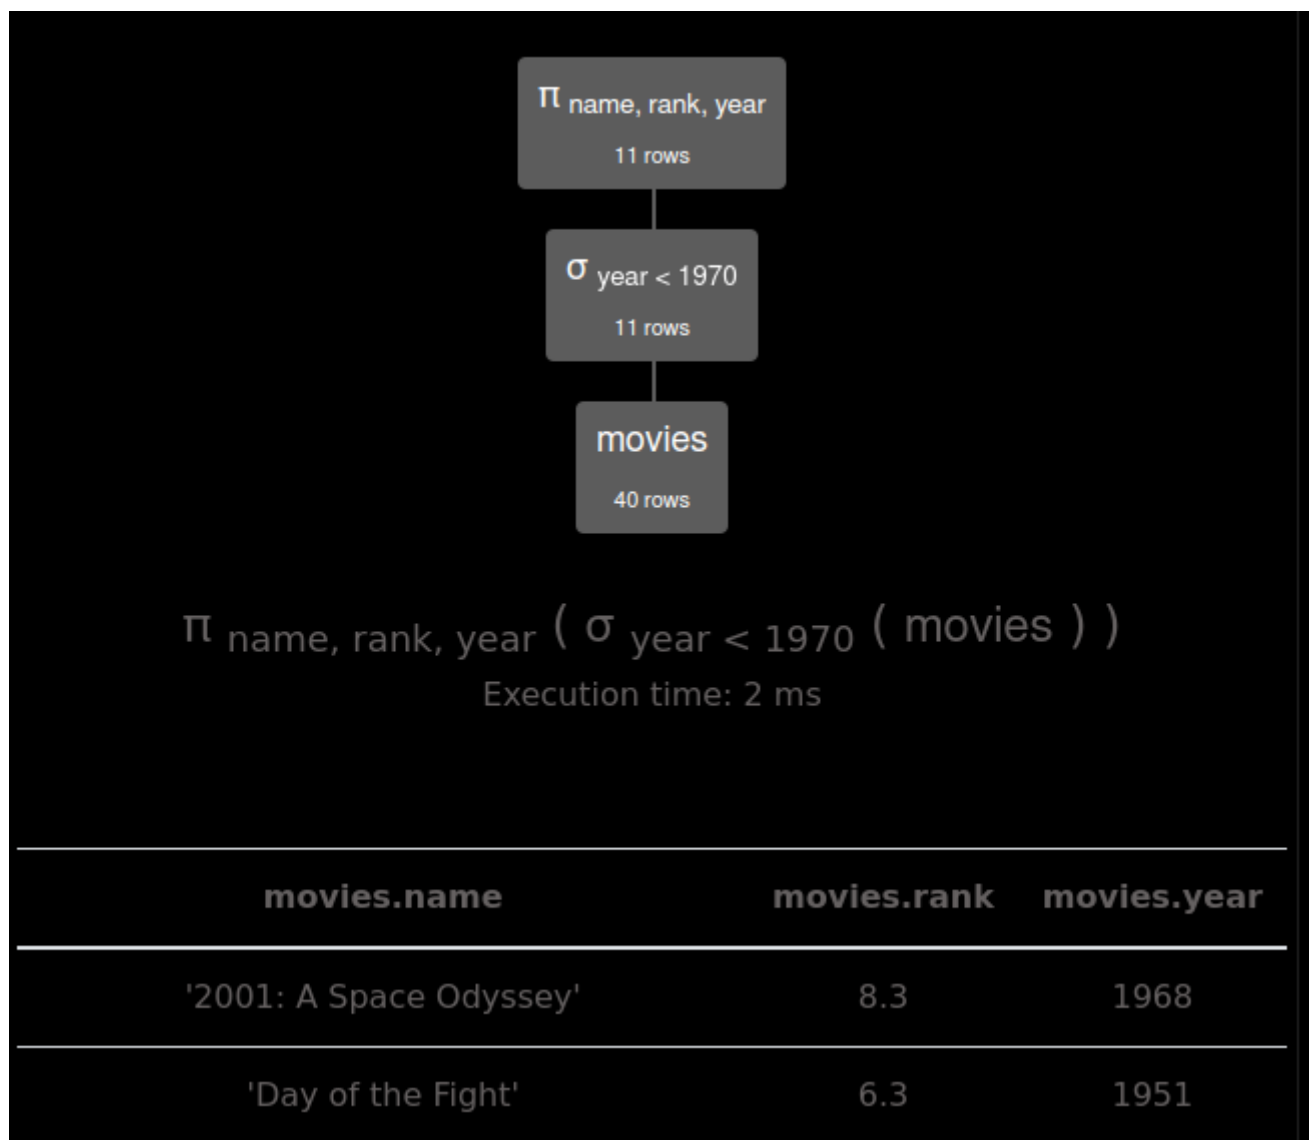 π name, rank, year
11 rows
σ year < 1970
11 rows
movies
40 rows
π name, rank, year ( σ year < 1970 ( movies ) )
Execution time: 2 ms
movies.name movies.rank movies.year
'2001: A Space Odyssey' 8.3 1968
'Day of the Fight' 6.3 1951